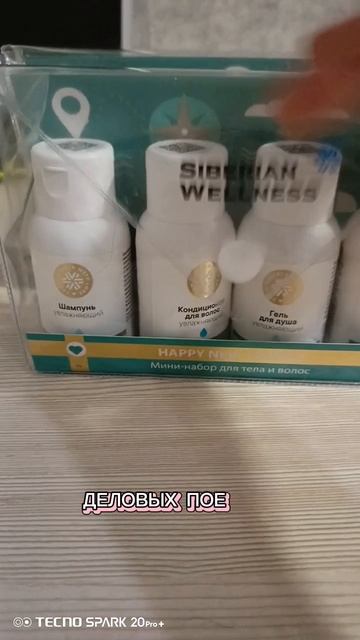 SIBERIAN
WELLNESS
Шампунь
увлажняющий
для волос
увлажняющий
Гель
для душа
увлажняющий
HAPPY
Мини-набор для тела и волос
ДЕЛОВЫХ ПОЕ
TECNO SPARK 20Pro+